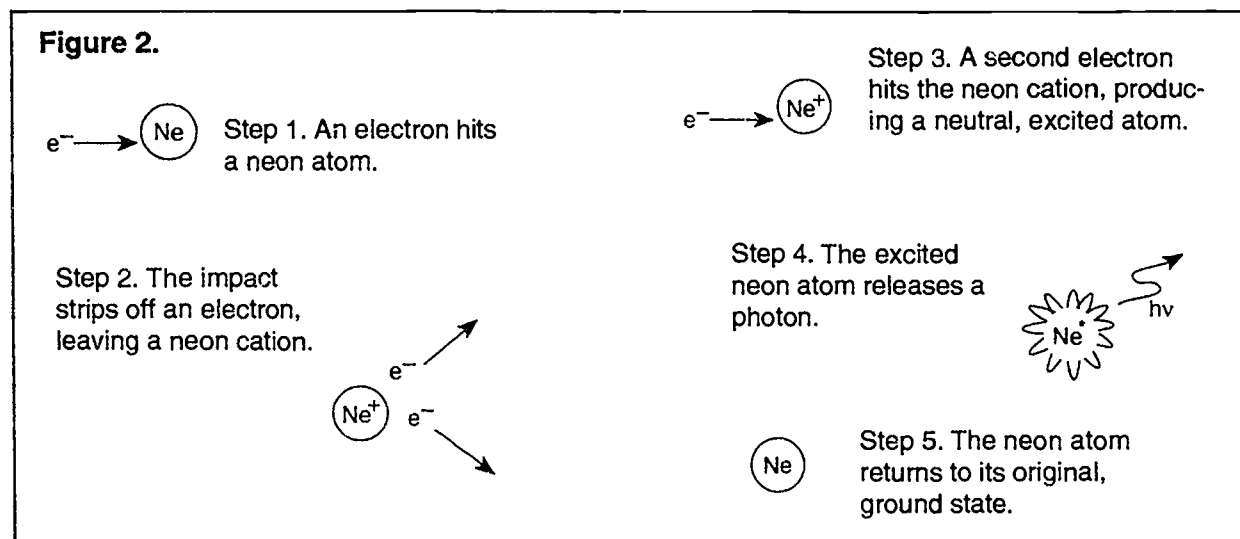 Figure 2.
e⁻ Ne
Step 1. An electron hits
a neon atom.
Step 2. The impact
strips off an electron,
leaving a neon cation.
e⁻
Ne⁺ e⁻
Step 3. A second electron
hits the neon cation, produc-
ing a neutral, excited atom.
e⁻ Ne⁺
Step 4. The excited
neon atom releases a
photon.
Ne* hν
Ne
Step 5. The neon atom
returns to its original,
ground state.